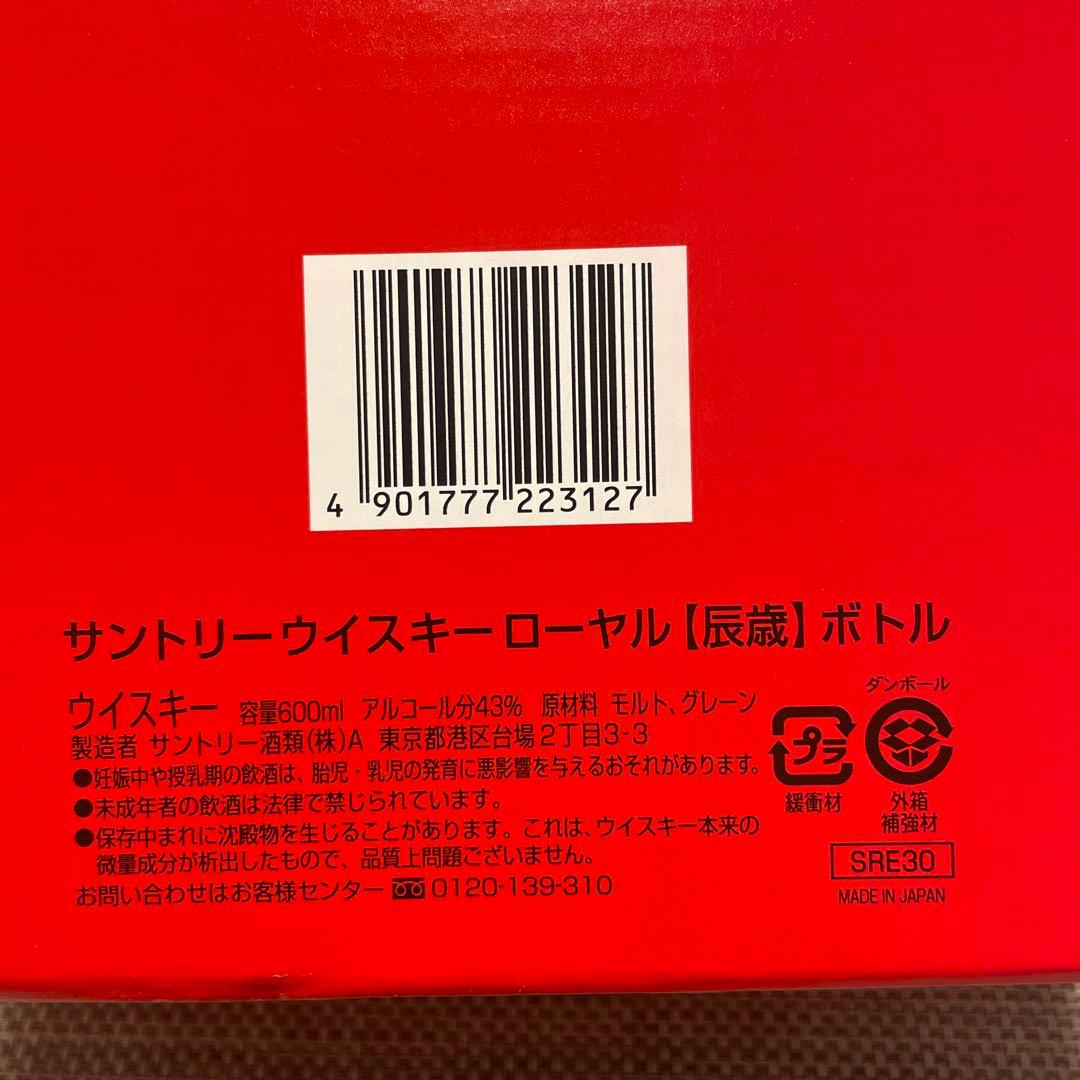 4 901777 223127
サントリーウイスキーローヤル【辰歳】ボトル
ウイスキー 容量600ml アルコール分43% 原材料 モルト、グレーン
製造者 サントリー酒類(株)A 東京都港区台場2丁目3-3
●妊娠中や授乳期の飲酒は、胎児・乳児の発育に悪影響を与えるおそれがあります。
●未成年者の飲酒は法律で禁じられています。
●保存中まれに沈殿物を生じることがあります。これは、ウイスキー本来の
微量成分が析出したもので、品質上問題ございません。
お問い合わせはお客様センター 0120-139-310
プラ
緩衝材
ダンボール
外箱
補強材
SRE30
MADE IN JAPAN